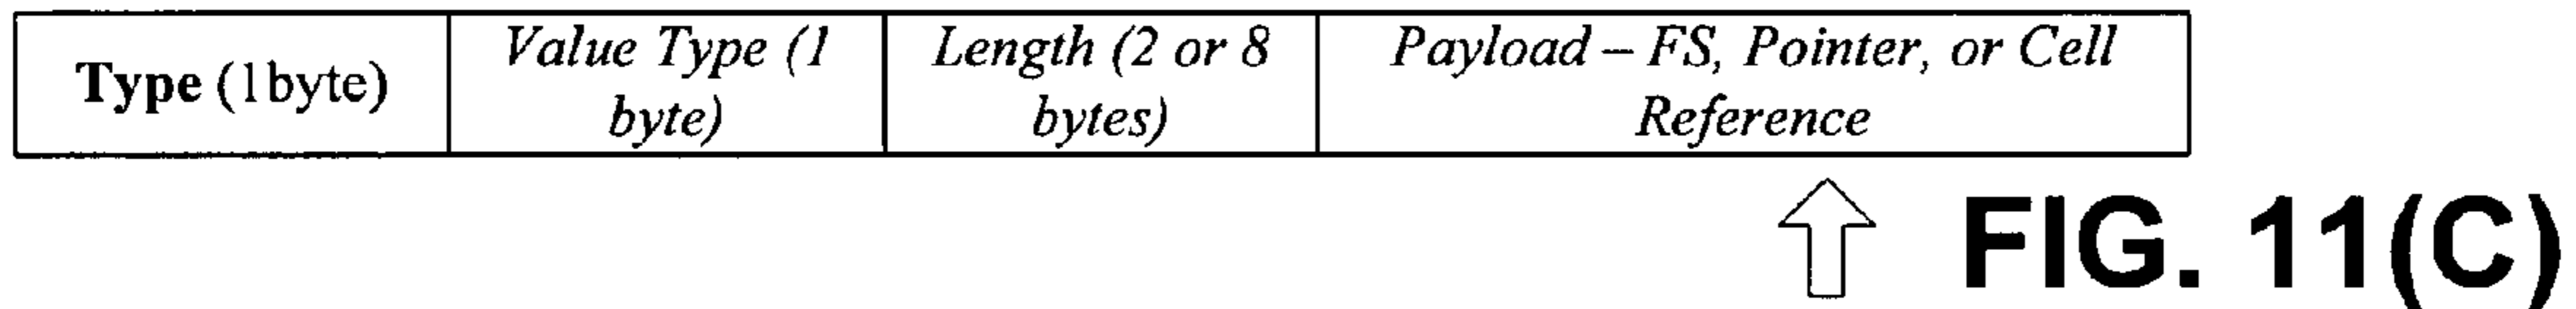 Type (1byte)
Value Type (1
byte)
Length (2 or 8
bytes)
Payload – FS, Pointer, or Cell
Reference
FIG. 11(C)